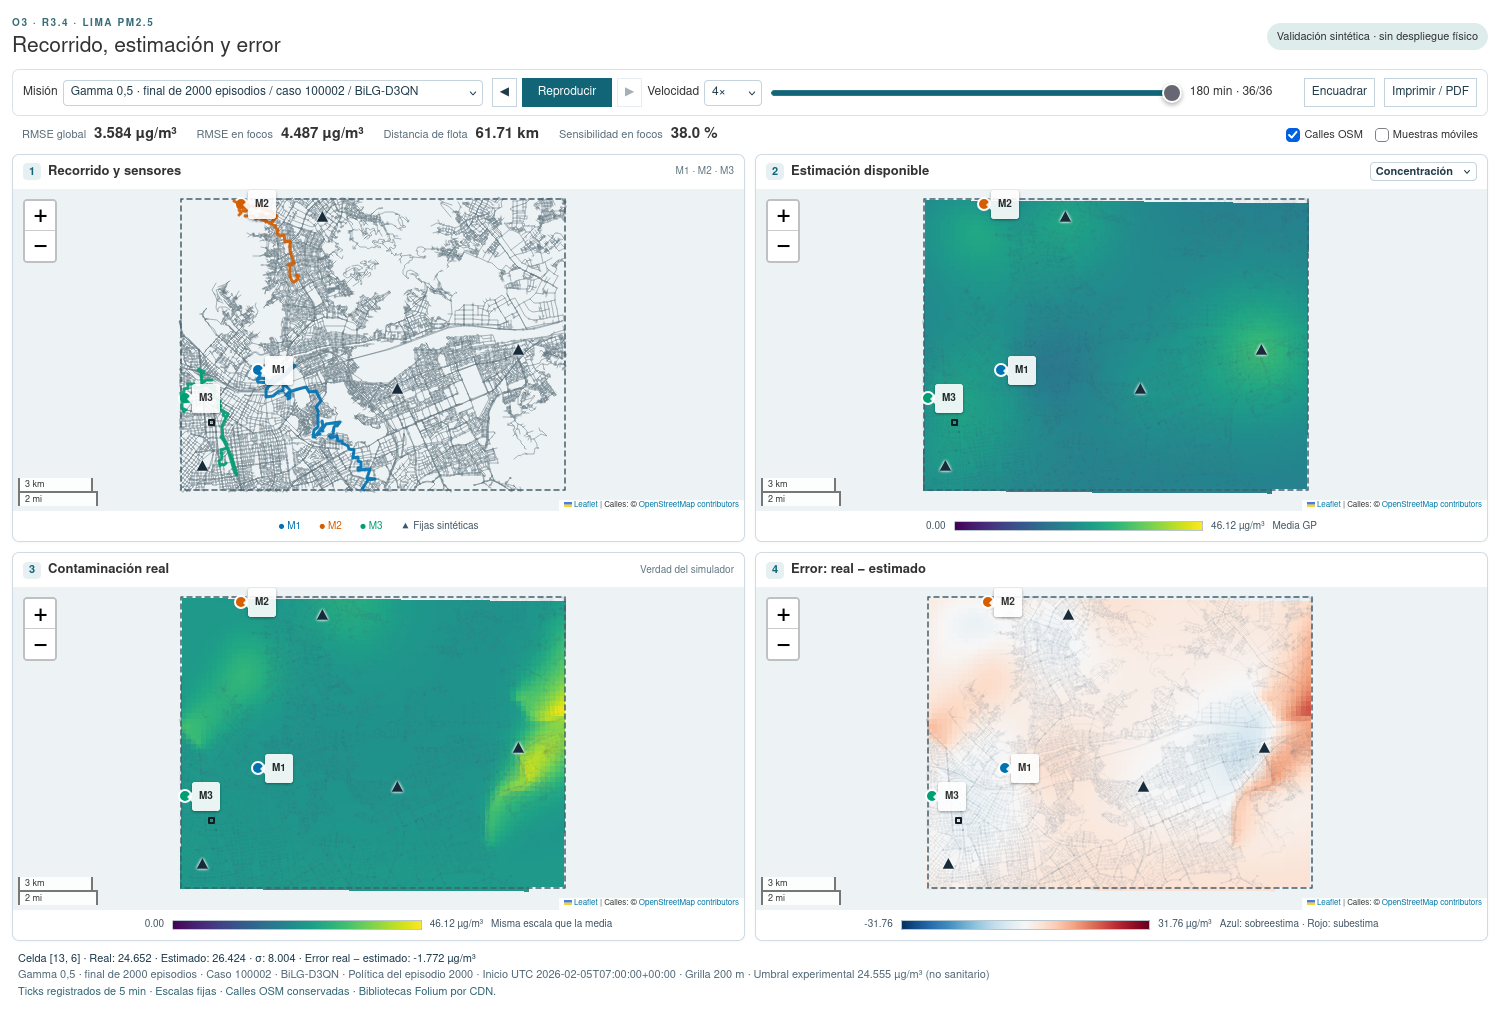 O3 · R3.4 · LIMA PM2.5
Recorrido, estimación y error
Validación sintética · sin despliegue físico
Misión Gamma 0,5 · final de 2000 episodios / caso 100002 / BiLG-D3QN ◀ Reproducir ▶ Velocidad 4× 180 min · 36/36 Encuadrar Imprimir / PDF
RMSE global 3.584 µg/m³ RMSE en focos 4.487 µg/m³ Distancia de flota 61.71 km Sensibilidad en focos 38.0 % Calles OSM Muestras móviles
1 Recorrido y sensores M1 · M2 · M3
+
−
M2
M1
M3
3 km
2 mi
Leaflet | Calles: © OpenStreetMap contributors
● M1 ● M2 ● M3 ▲ Fijas sintéticas
2 Estimación disponible Concentración
+
−
M2
M1
M3
3 km
2 mi
Leaflet | Calles: © OpenStreetMap contributors
0.00 46.12 µg/m³ Media GP
3 Contaminación real Verdad del simulador
+
−
M2
M1
M3
3 km
2 mi
Leaflet | Calles: © OpenStreetMap contributors
0.00 46.12 µg/m³ Misma escala que la media
4 Error: real − estimado
+
−
M2
M1
M3
3 km
2 mi
Leaflet | Calles: © OpenStreetMap contributors
-31.76 31.76 µg/m³ Azul: sobreestima · Rojo: subestima
Celda [13, 6] · Real: 24.652 · Estimado: 26.424 · σ: 8.004 · Error real − estimado: -1.772 µg/m³
Gamma 0,5 · final de 2000 episodios · Caso 100002 · BiLG-D3QN · Política del episodio 2000 · Inicio UTC 2026-02-05T07:00:00+00:00 · Grilla 200 m · Umbral experimental 24.555 µg/m³ (no sanitario)
Ticks registrados de 5 min · Escalas fijas · Calles OSM conservadas · Bibliotecas Folium por CDN.